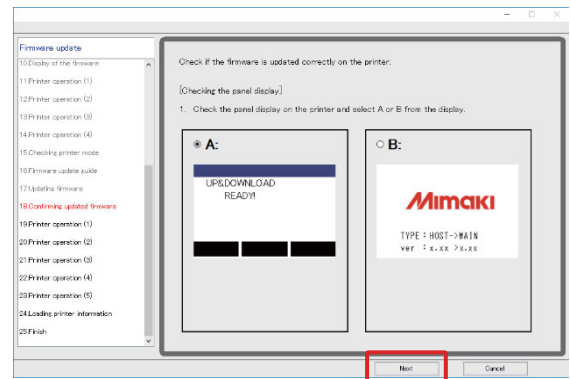 Firmware update
10.Display of the firmware
11.Printer operation (1)
12.Printer operation (2)
13.Printer operation (3)
14.Printer operation (4)
15.Checking printer mode
16.Firmware update guide
17.Updating firmware
18.Confirming updated firmware
19.Printer operation (1)
20.Printer operation (2)
21.Printer operation (3)
22.Printer operation (4)
23.Printer operation (5)
24.Loading printer information
25.Finish
Check if the firmware is updated correctly on the printer.
[Checking the panel display]
1. Check the panel display on the printer and select A or B from the display.
A:
UP&DOWNLOAD
READY!
B:
Mimaki
TYPE : HOST->MAIN
ver : x.xx >x.xx
Next
Cancel